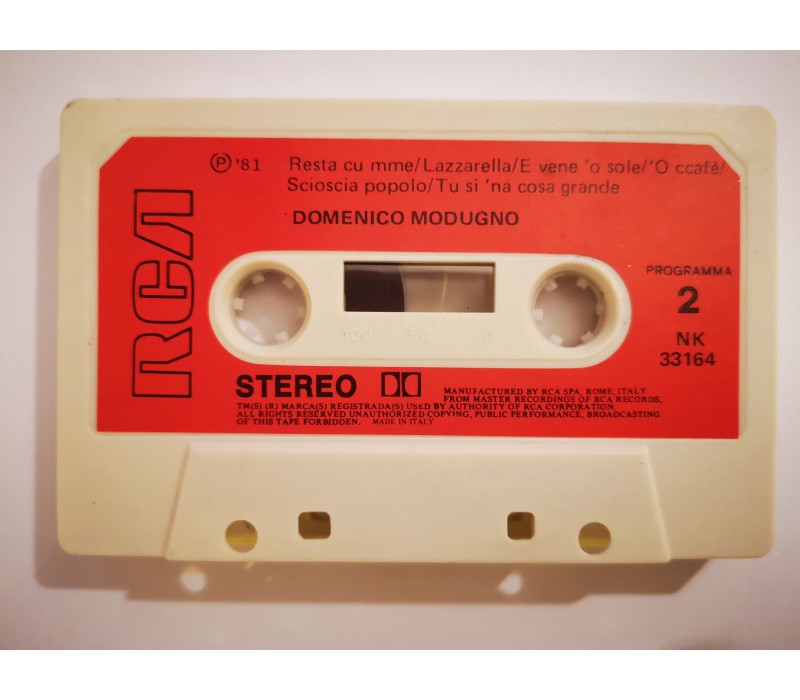 Ⓟ '81 Resta cu mme/Lazzarella/E vene 'o sole/'O ccafè/
Scioscia popolo/Tu si 'na cosa grande
DOMENICO MODUGNO
RCA
PROGRAMMA
2
NK
33164
100 50 0
STEREO
MANUFACTURED BY RCA SPA, ROME, ITALY
FROM MASTER RECORDINGS OF RCA RECORDS,
TM(S) (R) MARCA(S) REGISTRADA(S) USED BY AUTHORITY OF RCA CORPORATION.
ALL RIGHTS RESERVED UNAUTHORIZED COPYING, PUBLIC PERFORMANCE, BROADCASTING
OF THIS TAPE FORBIDDEN. MADE IN ITALY